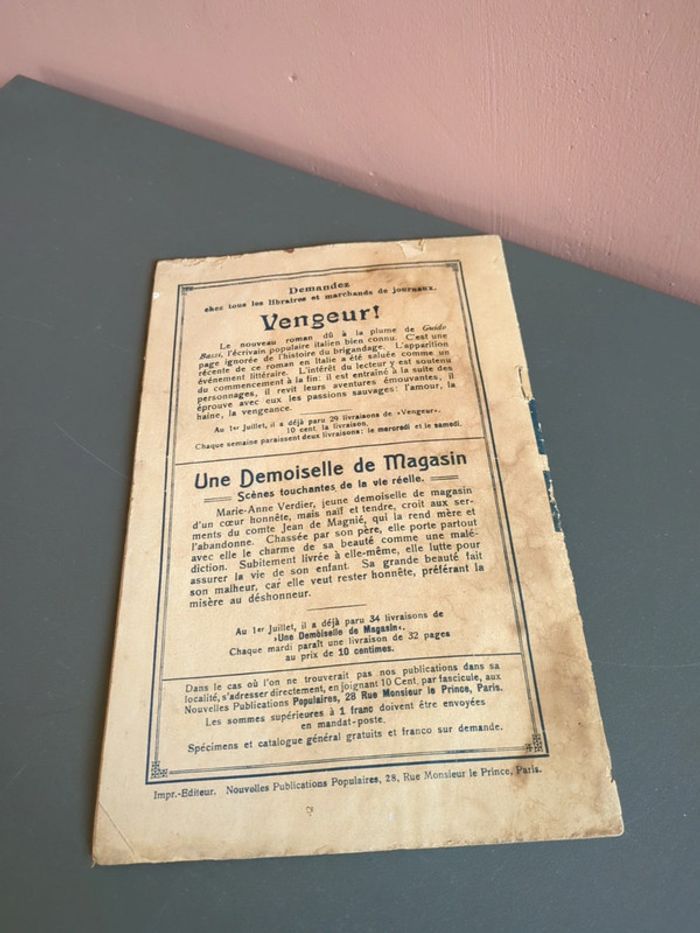 Demandez
chez tous les libraires et marchands de journaux.
Vengeur!
Le nouveau roman dû à la plume de Guido
Bassi, l'écrivain populaire italien bien connu. C'est une
page ignorée de l'histoire du brigandage. L'apparition
récente de ce roman en Italie a été saluée comme un
événement littéraire. L'intérêt du lecteur y est soutenu
du commencement à la fin: il est entraîné à la suite des
personnages, il revit leurs aventures émouvantes, il
éprouve avec eux les passions sauvages: l'amour, la
haine, la vengeance.
Au 1er Juillet, il a déjà paru 29 livraisons de »Vengeur«.
10 cent. la livraison.
Chaque semaine paraissent deux livraisons: le mercredi et le samedi.
Une Demoiselle de Magasin
Scènes touchantes de la vie réelle.
Marie-Anne Verdier, jeune demoiselle de magasin
d'un cœur honnête, mais naïf et tendre, croit aux ser-
ments du comte Jean de Magnié, qui la rend mère et
l'abandonne. Chassée par son père, elle porte partout
avec elle le charme de sa beauté comme une malé-
diction. Subitement livrée à elle-même, elle lutte pour
assurer la vie de son enfant. Sa grande beauté fait
son malheur, car elle veut rester honnête, préférant la
misère au déshonneur.
Au 1er Juillet, il a déjà paru 34 livraisons de
»Une Demoiselle de Magasin«.
Chaque mardi paraît une livraison de 32 pages
au prix de 10 centimes.
Dans le cas où l'on ne trouverait pas nos publications dans sa
localité, s'adresser directement, en joignant 10 Cent. par fascicule, aux
Nouvelles Publications Populaires, 28 Rue Monsieur le Prince, Paris.
Les sommes supérieures à 1 franc doivent être envoyées
en mandat-poste.
Spécimens et catalogue général gratuits et franco sur demande.
Impr.-Editeur. Nouvelles Publications Populaires, 28, Rue Monsieur le Prince, Paris.